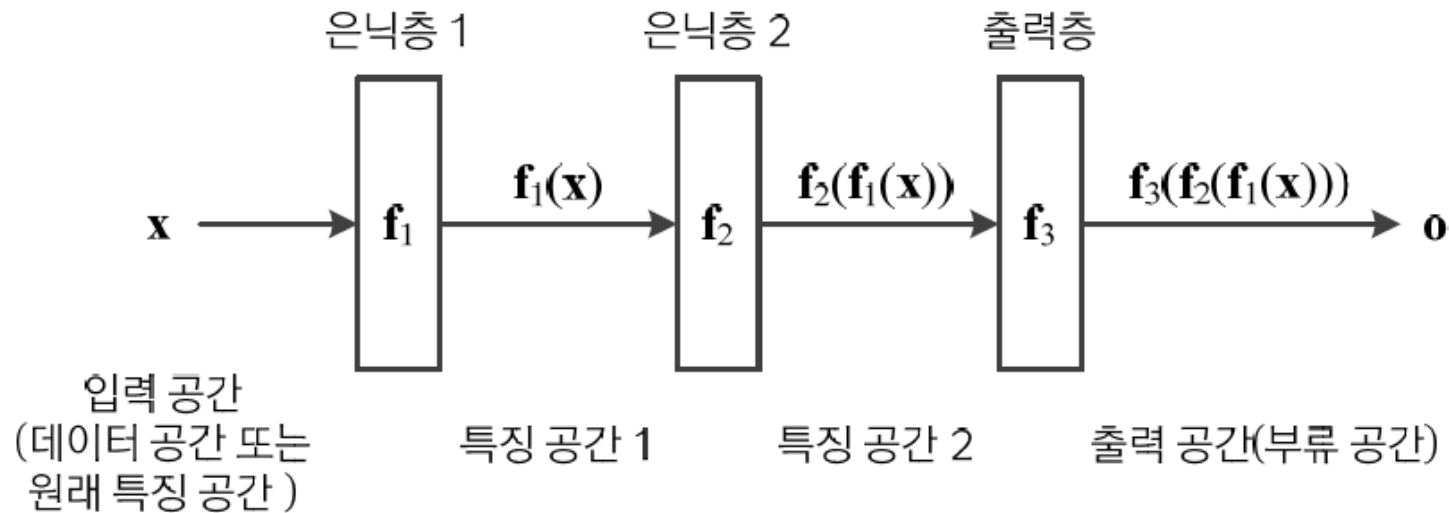 은닉층 1 은닉층 2 출력층
f₁(x) f₂(f₁(x)) f₃(f₂(f₁(x)))
x f₁ f₂ f₃ o
입력 공간
(데이터 공간 또는
원래 특징 공간 )
특징 공간 1 특징 공간 2 출력 공간(부류 공간)